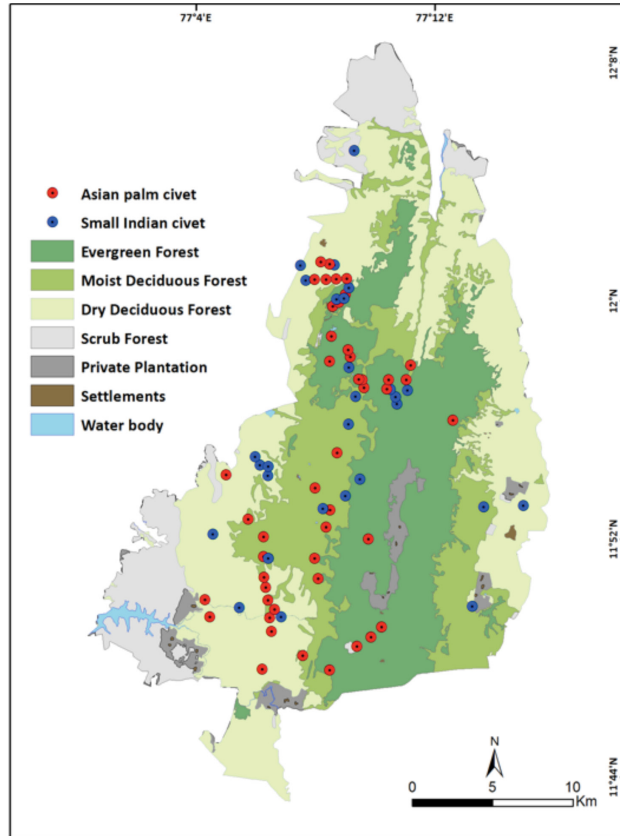 77°4'E
77°12'E
12°8'N
Asian palm civet
Small Indian civet
Evergreen Forest
Moist Deciduous Forest
Dry Deciduous Forest
Scrub Forest
Private Plantation
Settlements
Water body
12°N
11°52'N
11°44'N
N
0 5 10
Km